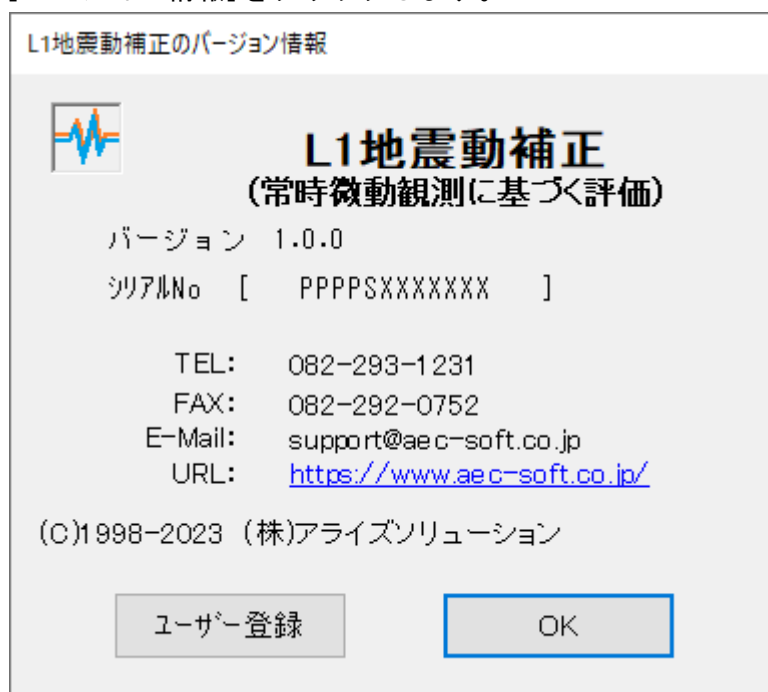 L1地震動補正のバージョン情報
L1地震動補正
(常時微動観測に基づく評価)
バージョン 1.0.0
ｼﾘｱﾙNo [ PPPPSXXXXXXX ]
TEL: 082-293-1231
FAX: 082-292-0752
E-Mail: support@aec-soft.co.jp
URL: https://www.aec-soft.co.jp/
(C)1998-2023 (株)アライズソリューション
ﾕｰｻﾞｰ登録
OK